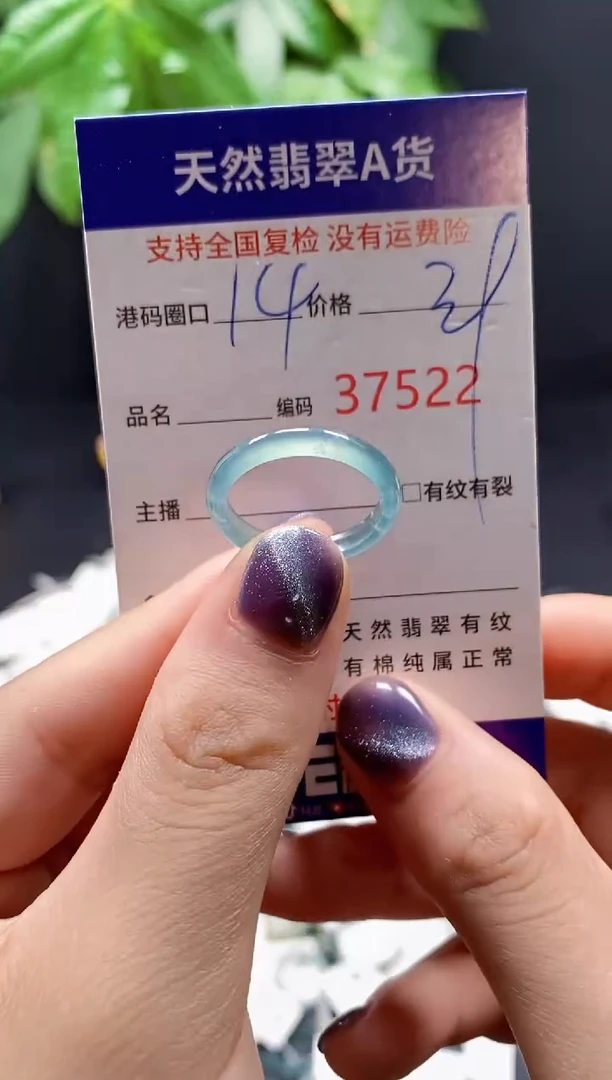 天然翡翠A货
支持全国复检 没有运费险
港码圈口 14 价格
品名 编码 37522
主播 □有纹有裂
天然翡翠有纹
有棉纯属正常